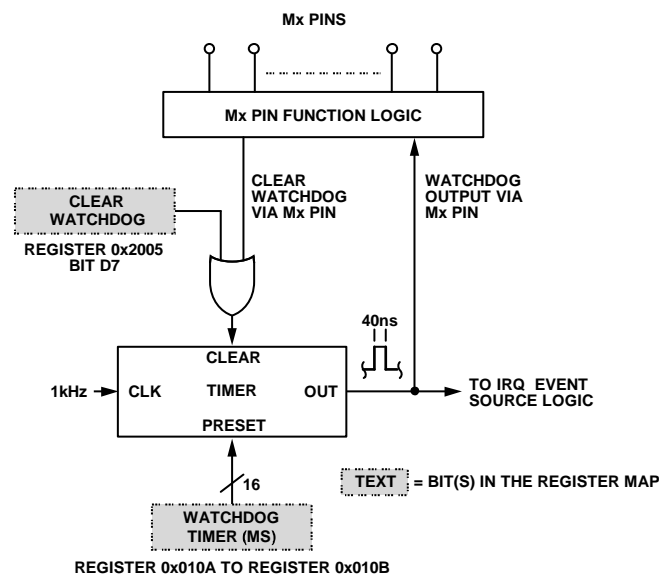 Mx PINS
Mx PIN FUNCTION LOGIC
CLEAR
WATCHDOG
VIA Mx PIN
WATCHDOG
OUTPUT VIA
Mx PIN
CLEAR
WATCHDOG
REGISTER 0x2005
BIT D7
40ns
CLEAR
1kHz
CLK
TIMER
OUT
PRESET
TO IRQ EVENT
SOURCE LOGIC
16
TEXT = BIT(S) IN THE REGISTER MAP
WATCHDOG
TIMER (MS)
REGISTER 0x010A TO REGISTER 0x010B